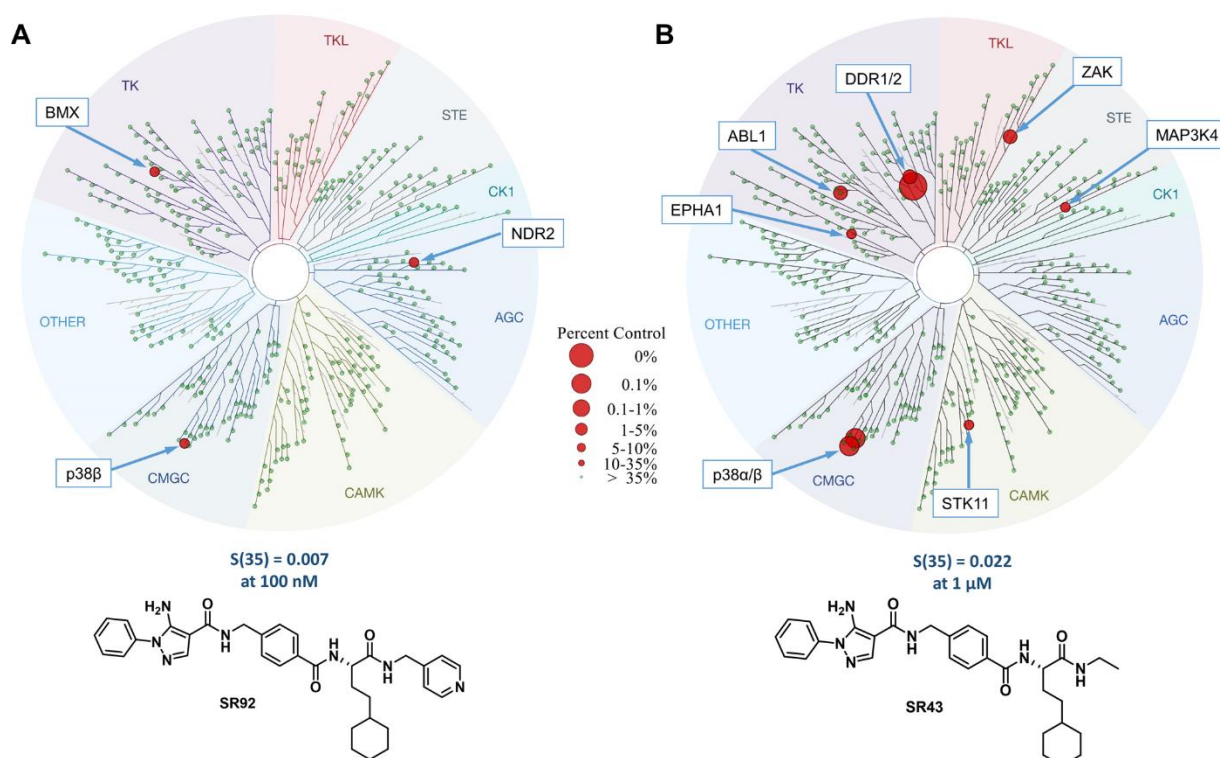 A
B
TKL
TK
STE
CK1
AGC
CAMK
CMGC
OTHER
BMX
NDR2
p38β
TKL
TK
STE
CK1
AGC
CAMK
CMGC
OTHER
DDR1/2
ZAK
ABL1
MAP3K4
EPHA1
p38α/β
STK11
Percent Control
0%
0.1%
0.1-1%
1-5%
5-10%
10-35%
> 35%
S(35) = 0.007
at 100 nM
S(35) = 0.022
at 1 µM
H₂N
O
N
H
N
N
O
H
N
O
N
H
N
SR92
H₂N
O
N
H
N
N
O
H
N
O
N
H
SR43